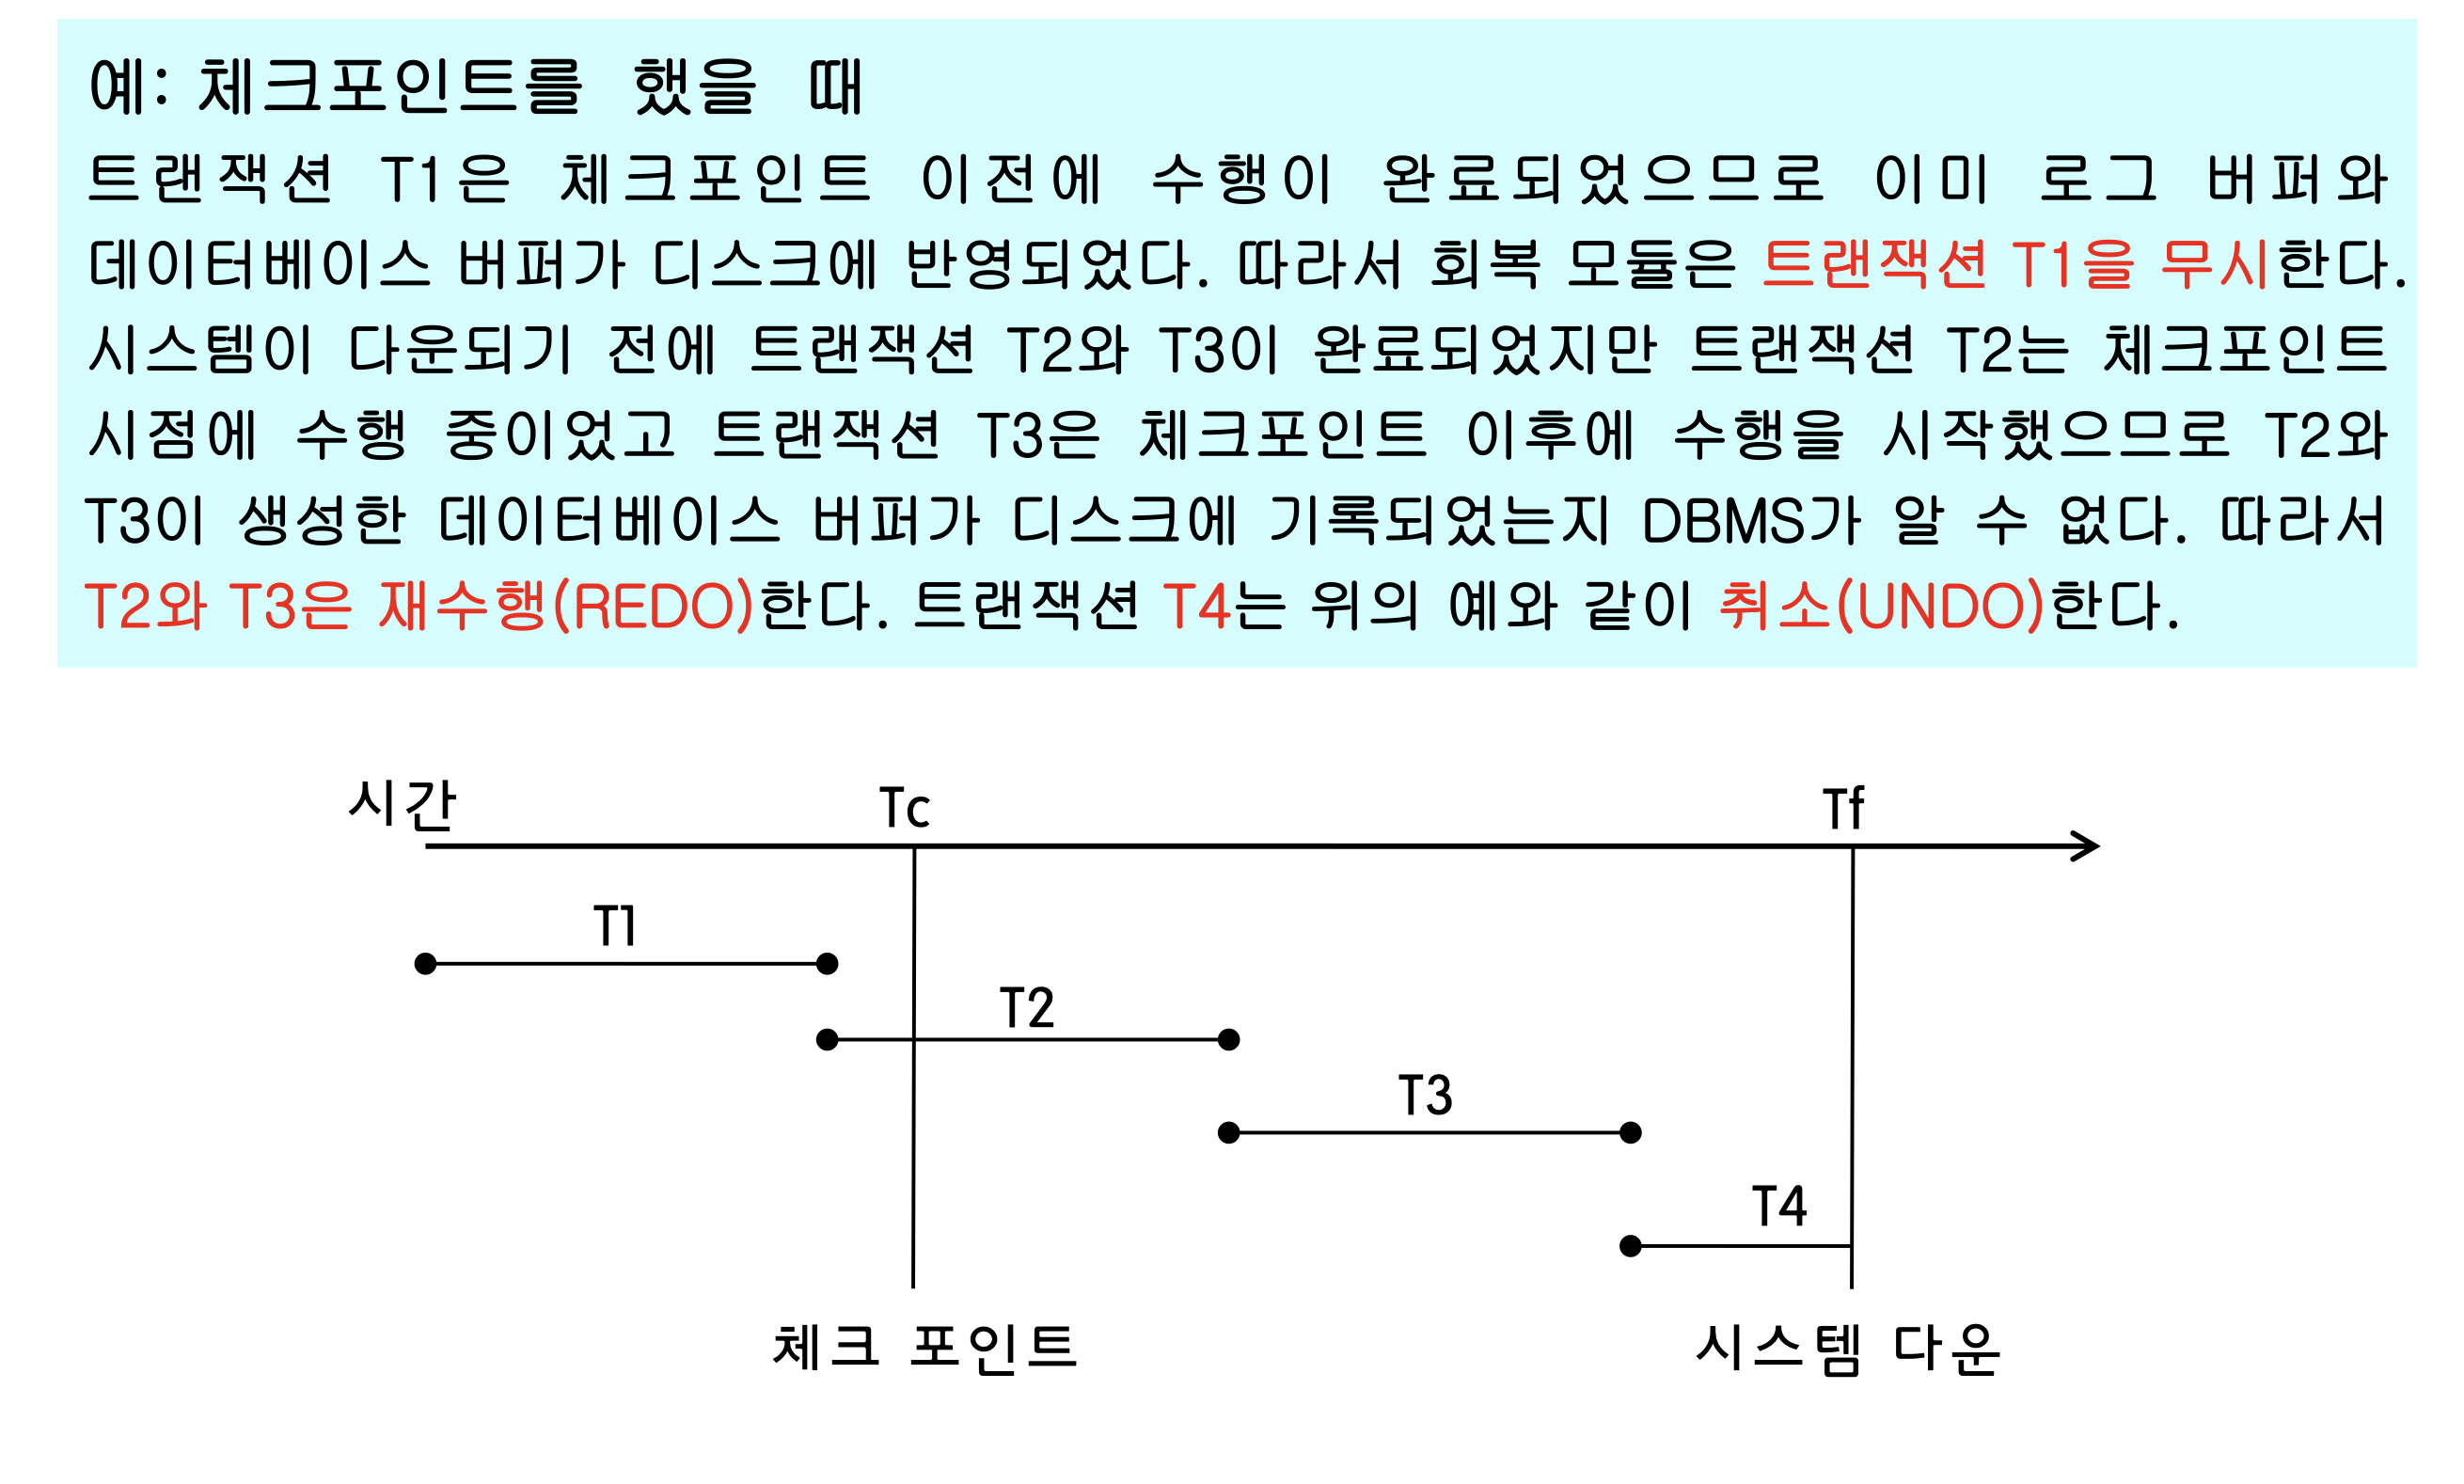 예: 체크포인트를 했을 때
트랜잭션 T1은 체크포인트 이전에 수행이 완료되었으므로 이미 로그 버퍼와
데이터베이스 버퍼가 디스크에 반영되었다. 따라서 회복 모듈은 트랜잭션 T1을 무시한다.
시스템이 다운되기 전에 트랜잭션 T2와 T3이 완료되었지만 트랜잭션 T2는 체크포인트
시점에 수행 중이었고 트랙잭션 T3은 체크포인트 이후에 수행을 시작했으므로 T2와
T3이 생성한 데이터베이스 버퍼가 디스크에 기록되었는지 DBMS가 알 수 없다. 따라서
T2와 T3은 재수행(REDO)한다. 트랜잭션 T4는 위의 예와 같이 취소(UNDO)한다.
시간
Tc
Tf
T1
T2
T3
T4
체크 포인트
시스템 다운